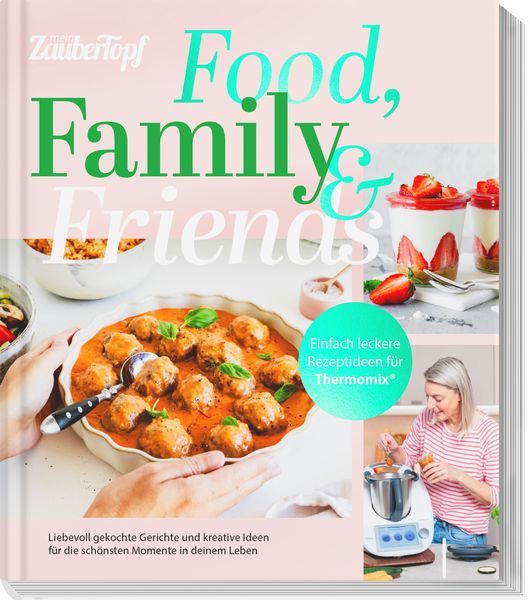 mein
ZauberTopf
Food,
Family
&
Friends
Einfach leckere
Rezeptideen für
Thermomix®
Liebevoll gekochte Gerichte und kreative Ideen
für die schönsten Momente in deinem Leben